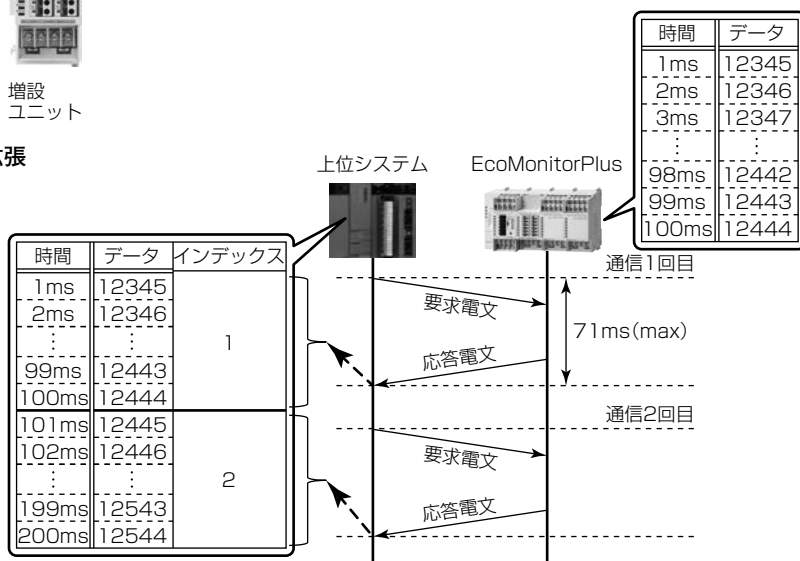 増設
ユニット
張
上位システム
EcoMonitorPlus
時間 データ
1ms 12345
2ms 12346
3ms 12347
⋮ ⋮
98ms 12442
99ms 12443
100ms 12444
時間 データ インデックス
1ms 12345
2ms 12346
⋮ ⋮ 1
99ms 12443
100ms 12444
101ms 12445
102ms 12446
⋮ ⋮ 2
199ms 12543
200ms 12544
通信1回目
要求電文
71ms(max)
応答電文
通信2回目
要求電文
応答電文